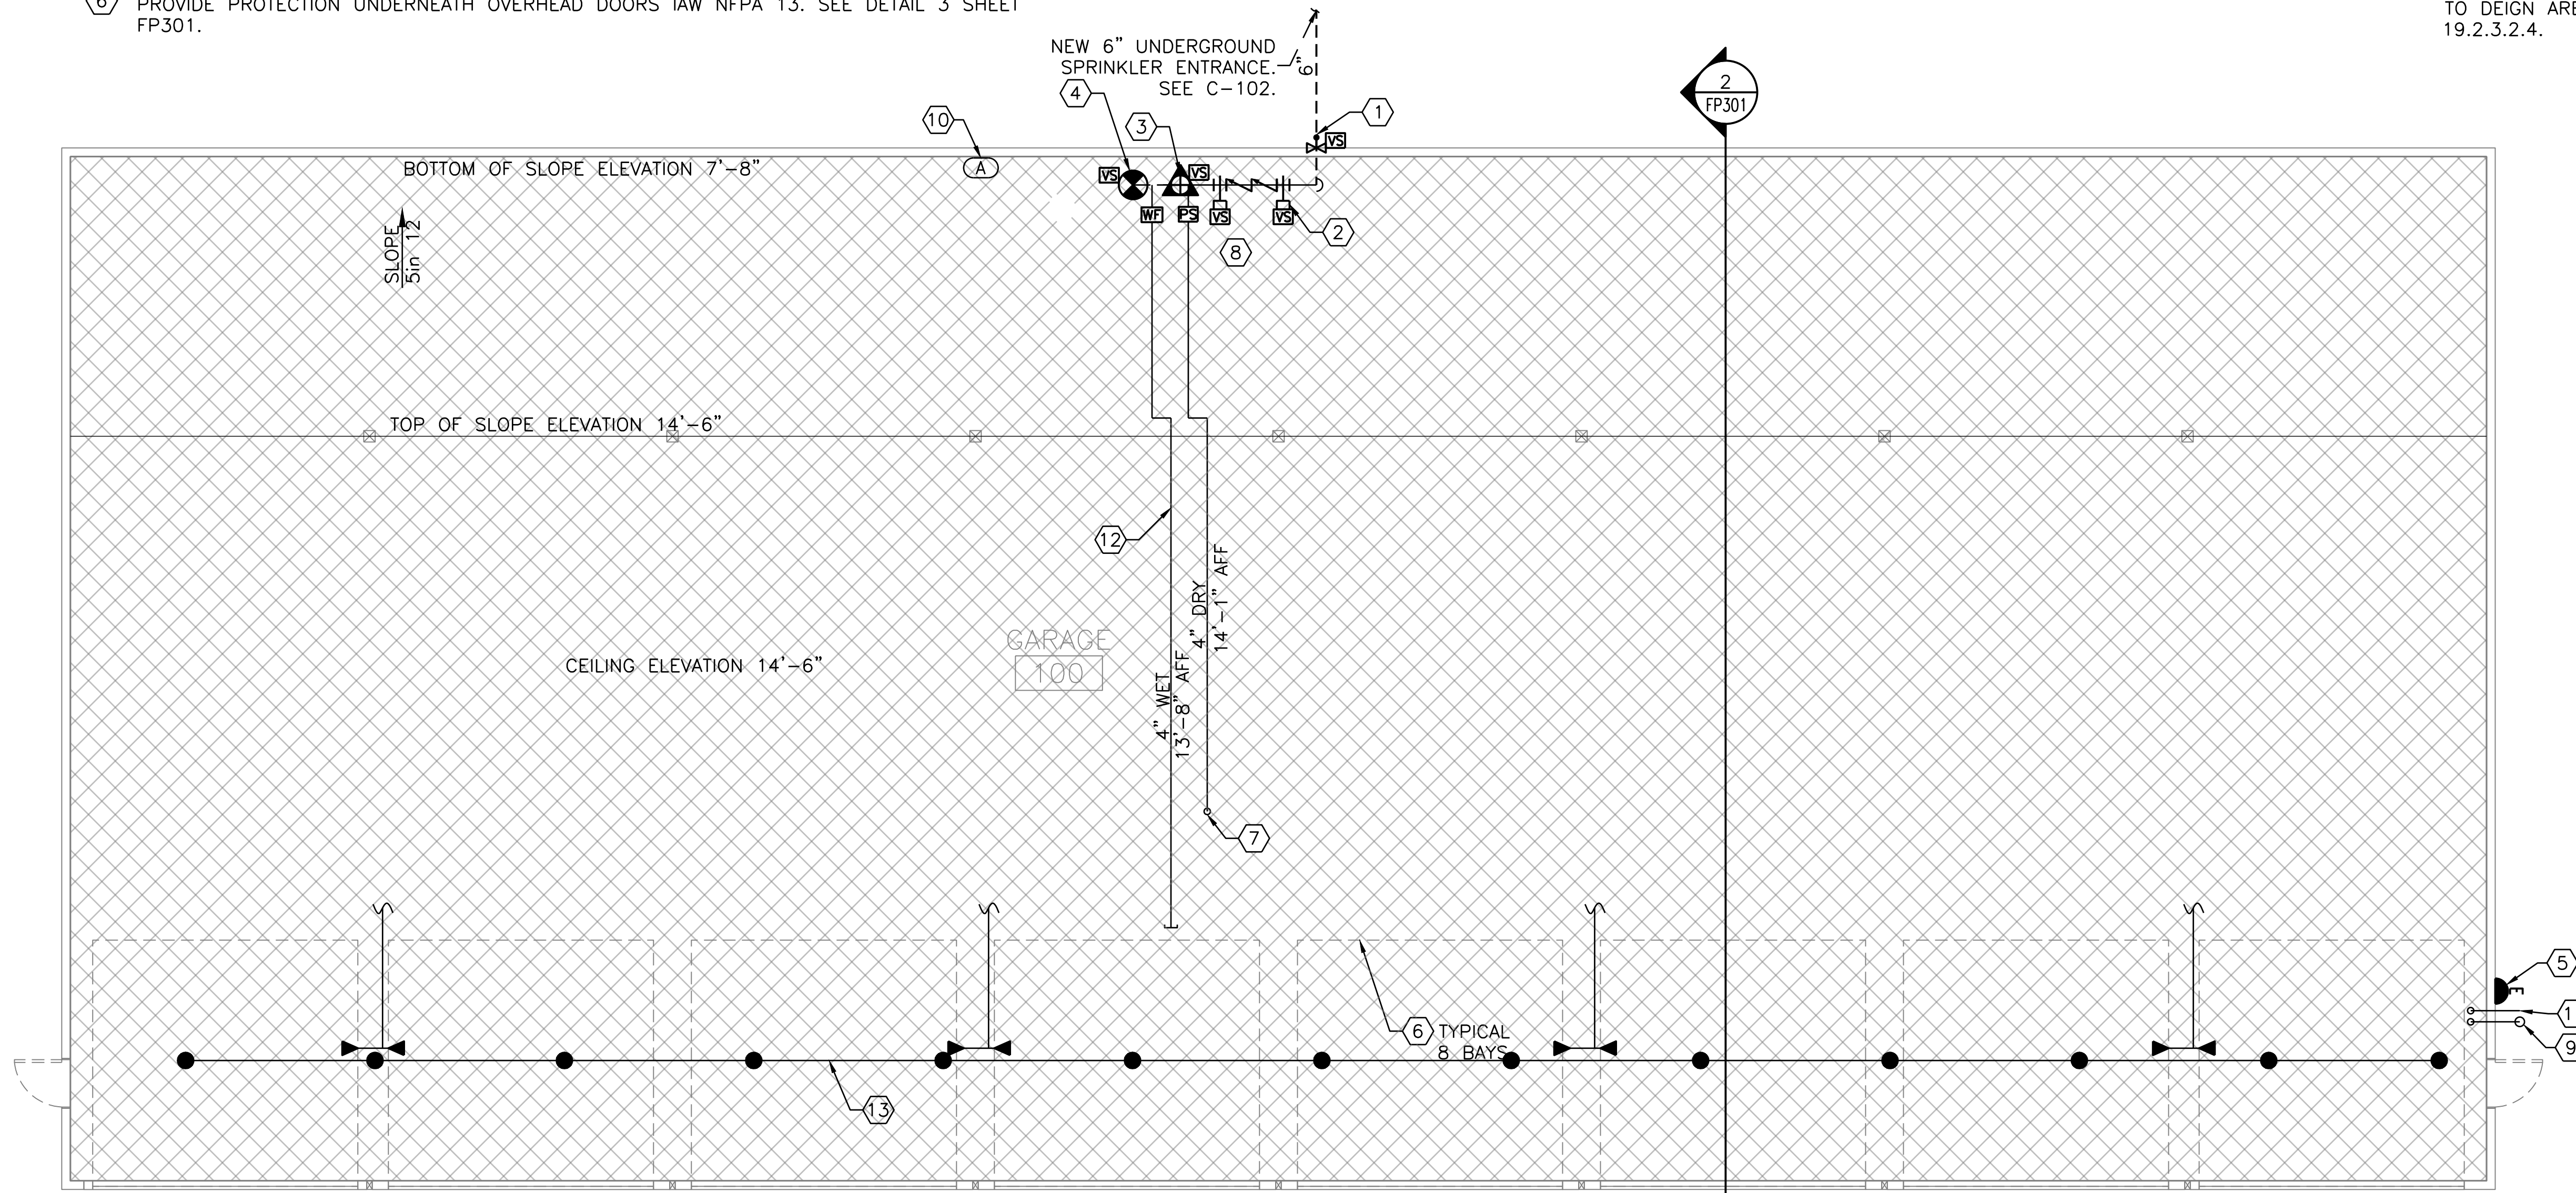 6 PROVIDE PROTECTION UNDERNEATH OVERHEAD DOORS IAW NFPA 13. SEE DETAIL 3 SHEET
FP301.
TO DEIGN ARE
19.2.3.2.4.
NEW 6" UNDERGROUND
SPRINKLER ENTRANCE.
SEE C-102.
6"
2
FP301
4
10
3
1
VS
A
BOTTOM OF SLOPE ELEVATION 7'-8"
VS
VS
WF
PS
VS
VS
2
8
SLOPE
5in 12
TOP OF SLOPE ELEVATION 14'-6"
12
4" DRY
14'-1" AFF
GARAGE
100
CEILING ELEVATION 14'-6"
4" WET
13'-8" AFF
7
5
F
1
9
6 TYPICAL
8 BAYS
13